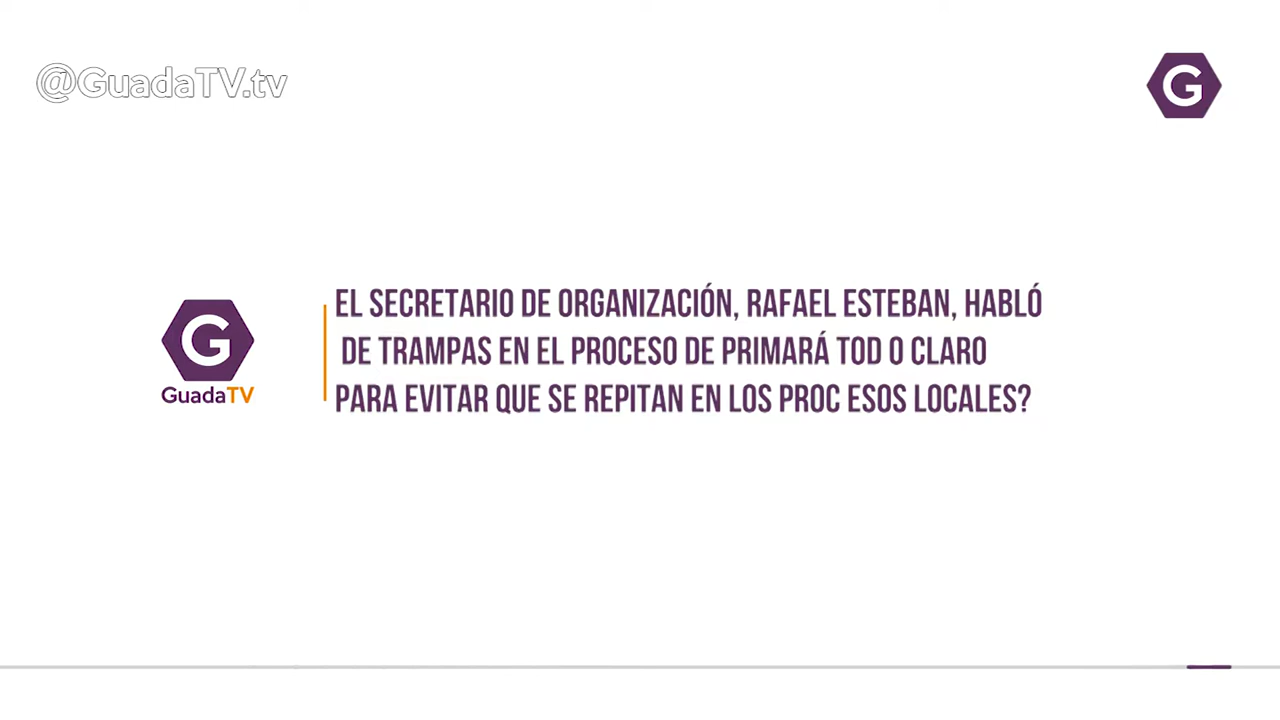 @GuadaTV.tv
G
EL SECRETARIO DE ORGANIZACIÓN, RAFAEL ESTEBAN, HABLÓ
DE TRAMPAS EN EL PROCESO DE PRIMARÁ TOD O CLARO
PARA EVITAR QUE SE REPITAN EN LOS PROC ESOS LOCALES?
G
GuadaTV